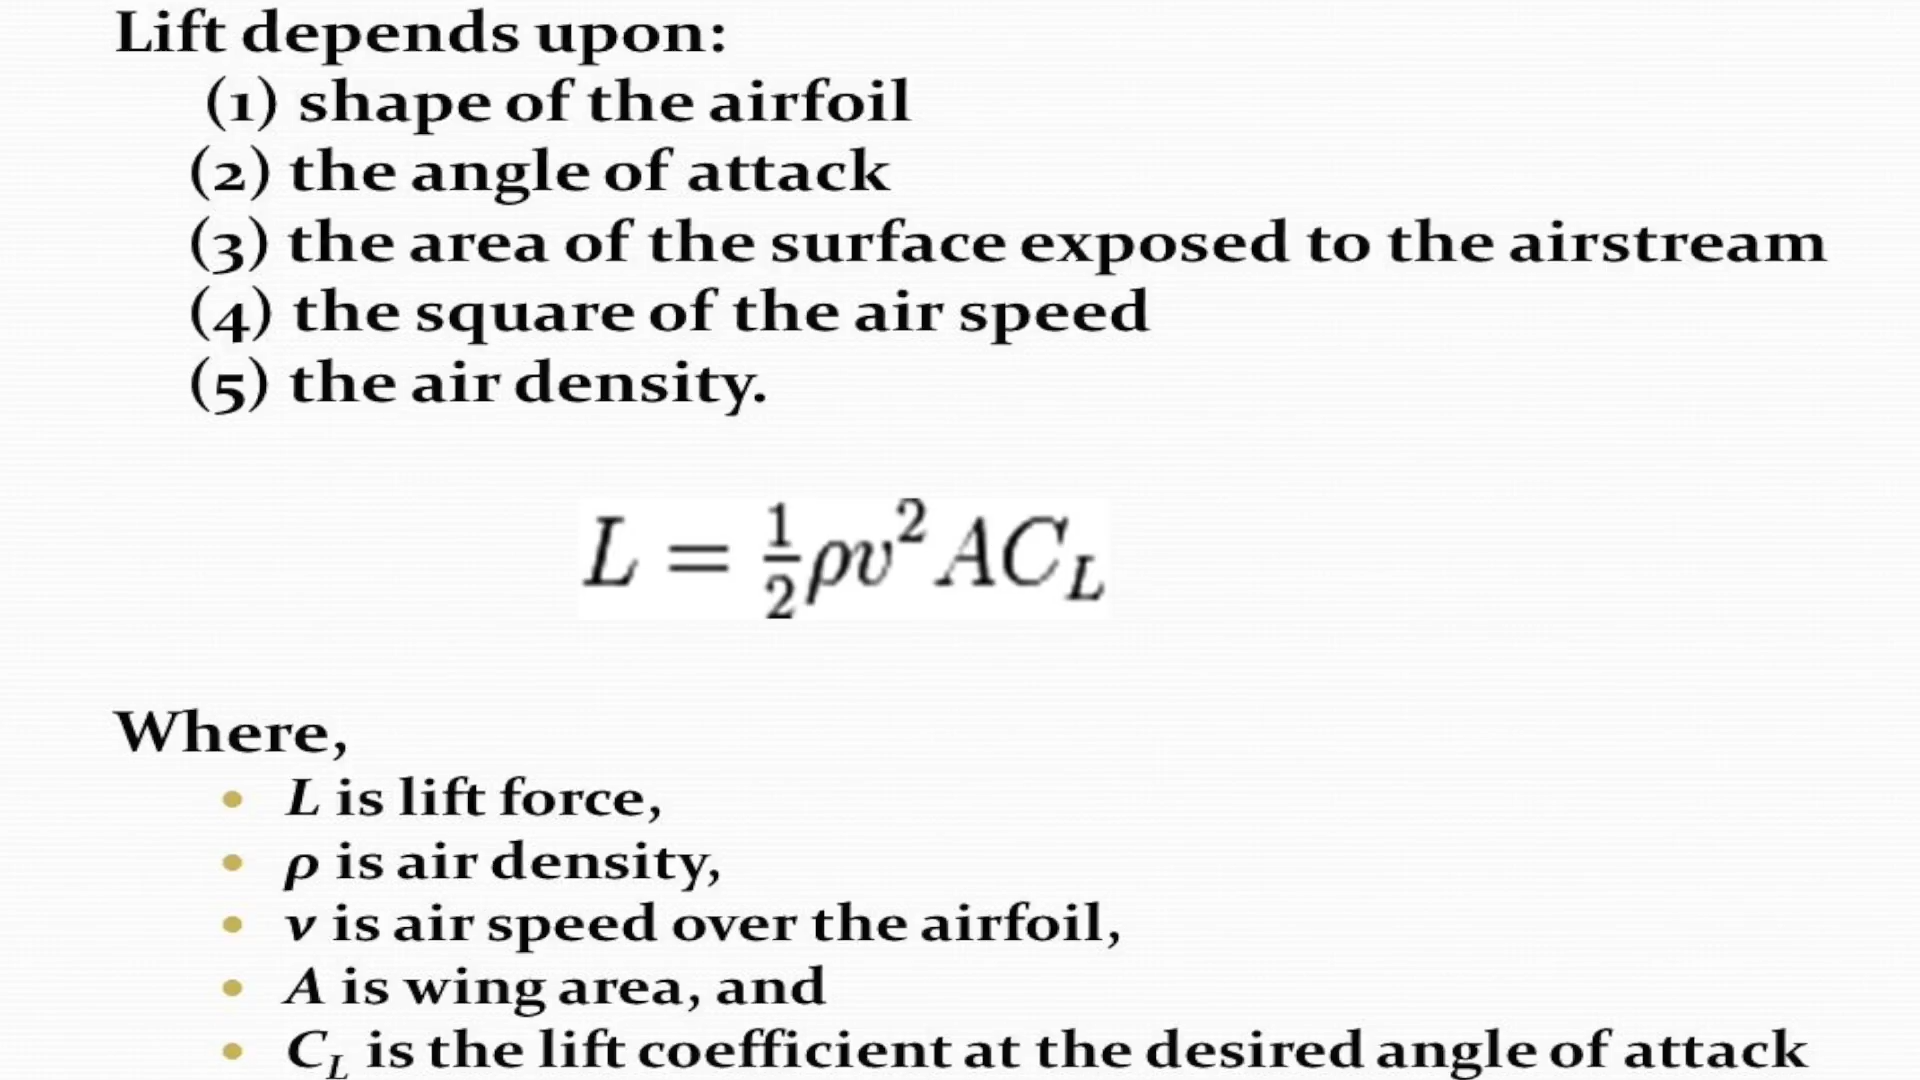 Lift depends upon:
(1) shape of the airfoil
(2) the angle of attack
(3) the area of the surface exposed to the airstream
(4) the square of the air speed
(5) the air density.
L = ½ρv²AC_L
Where,
• L is lift force,
• ρ is air density,
• v is air speed over the airfoil,
• A is wing area, and
• C_L is the lift coefficient at the desired angle of attack